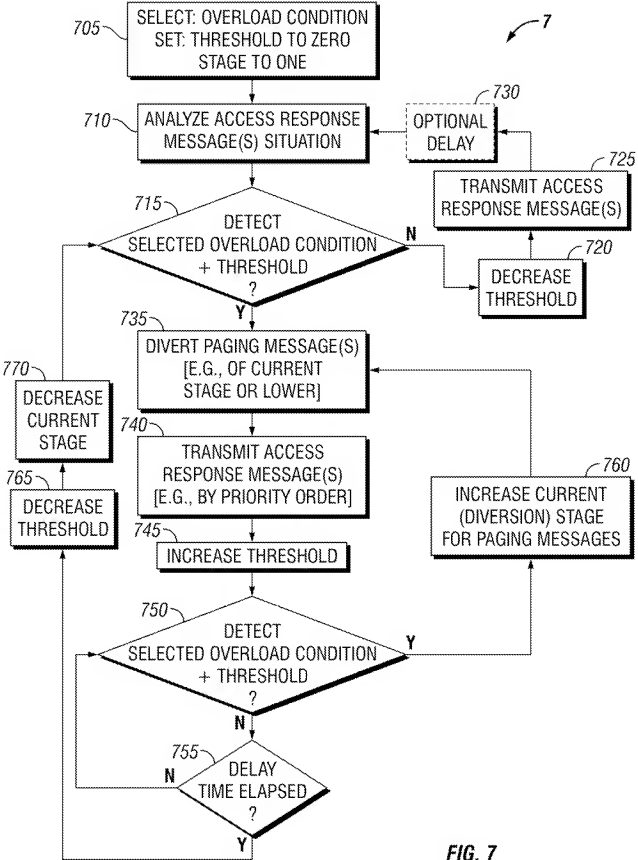 705
SELECT: OVERLOAD CONDITION
SET: THRESHOLD TO ZERO
STAGE TO ONE
7
710
ANALYZE ACCESS RESPONSE
MESSAGE(S) SITUATION
730
OPTIONAL
DELAY
725
TRANSMIT ACCESS
RESPONSE MESSAGE(S)
715
DETECT
SELECTED OVERLOAD CONDITION
+ THRESHOLD
?
N
Y
720
DECREASE
THRESHOLD
735
DIVERT PAGING MESSAGE(S)
[E.G., OF CURRENT
STAGE OR LOWER]
770
DECREASE
CURRENT
STAGE
740
TRANSMIT ACCESS
RESPONSE MESSAGE(S)
[E.G., BY PRIORITY ORDER]
765
DECREASE
THRESHOLD
760
INCREASE CURRENT
(DIVERSION) STAGE
FOR PAGING MESSAGES
745
INCREASE THRESHOLD
750
DETECT
SELECTED OVERLOAD CONDITION
+ THRESHOLD
?
Y
N
755
DELAY
TIME ELAPSED
?
N
Y
FIG. 7